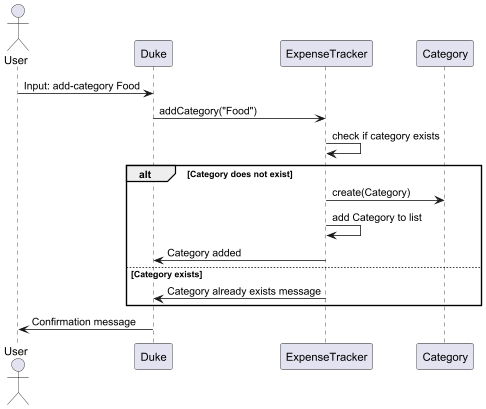 User
Duke
ExpenseTracker
Category
Input: add-category Food
addCategory("Food")
check if category exists
alt
[Category does not exist]
create(Category)
add Category to list
Category added
[Category exists]
Category already exists message
Confirmation message
User
Duke
ExpenseTracker
Category